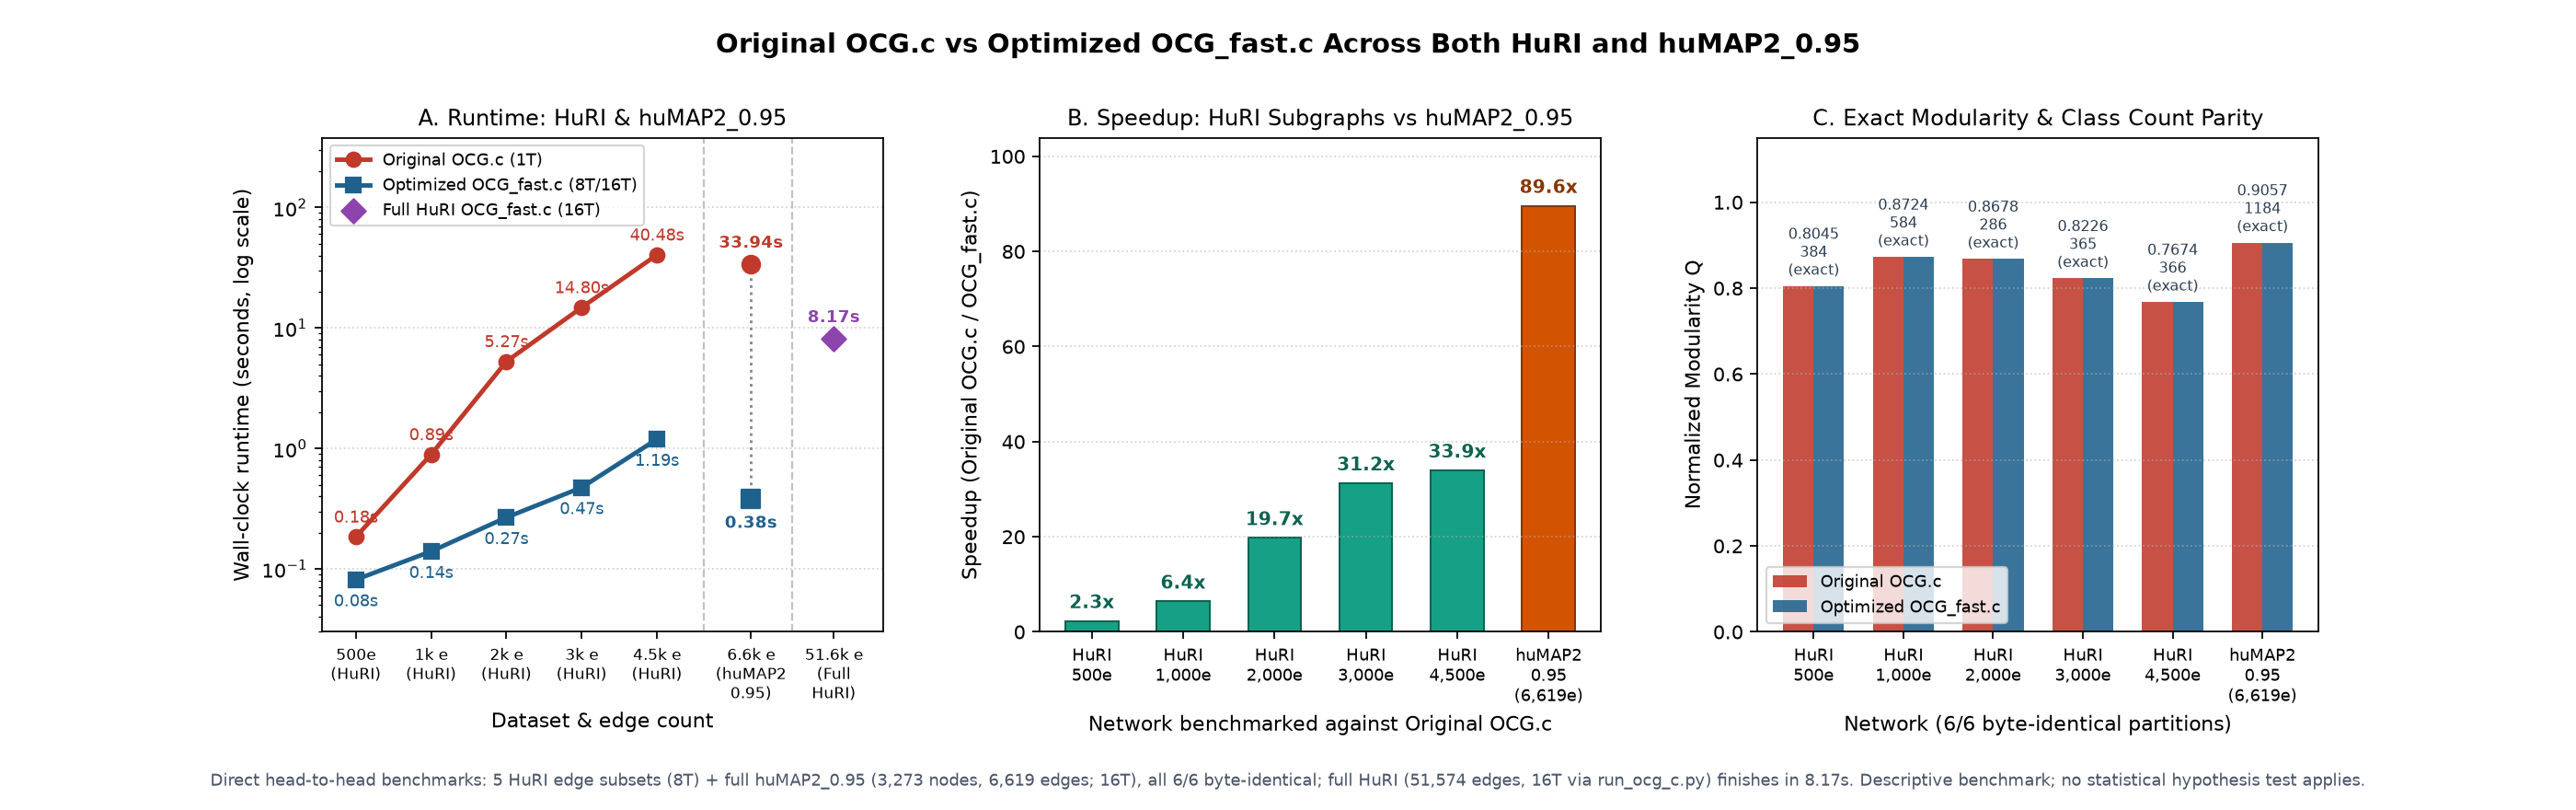 Original OCG.c vs Optimized OCG_fast.c Across Both HuRI and huMAP2_0.95
A. Runtime: HuRI & huMAP2_0.95
Wall-clock runtime (seconds, log scale)
10²
10¹
10⁰
10⁻¹
Original OCG.c (1T)
Optimized OCG_fast.c (8T/16T)
Full HuRI OCG_fast.c (16T)
0.18s
0.89s
5.27s
14.80s
40.48s
33.94s
8.17s
0.08s
0.14s
0.27s
0.47s
1.19s
0.38s
500e
(HuRI)
1k e
(HuRI)
2k e
(HuRI)
3k e
(HuRI)
4.5k e
(HuRI)
6.6k e
(huMAP2
0.95)
51.6k e
(Full
HuRI)
Dataset & edge count
B. Speedup: HuRI Subgraphs vs huMAP2_0.95
Speedup (Original OCG.c / OCG_fast.c)
100
80
60
40
20
0
2.3x
6.4x
19.7x
31.2x
33.9x
89.6x
HuRI
500e
HuRI
1,000e
HuRI
2,000e
HuRI
3,000e
HuRI
4,500e
huMAP2
0.95
(6,619e)
Network benchmarked against Original OCG.c
C. Exact Modularity & Class Count Parity
Normalized Modularity Q
1.0
0.8
0.6
0.4
0.2
0.0
0.8045
384
(exact)
0.8724
584
(exact)
0.8678
286
(exact)
0.8226
365
(exact)
0.7674
366
(exact)
0.9057
1184
(exact)
Original OCG.c
Optimized OCG_fast.c
HuRI
500e
HuRI
1,000e
HuRI
2,000e
HuRI
3,000e
HuRI
4,500e
huMAP2
0.95
(6,619e)
Network (6/6 byte-identical partitions)
Direct head-to-head benchmarks: 5 HuRI edge subsets (8T) + full huMAP2_0.95 (3,273 nodes, 6,619 edges; 16T), all 6/6 byte-identical; full HuRI (51,574 edges, 16T via run_ocg_c.py) finishes in 8.17s. Descriptive benchmark; no statistical hypothesis test applies.